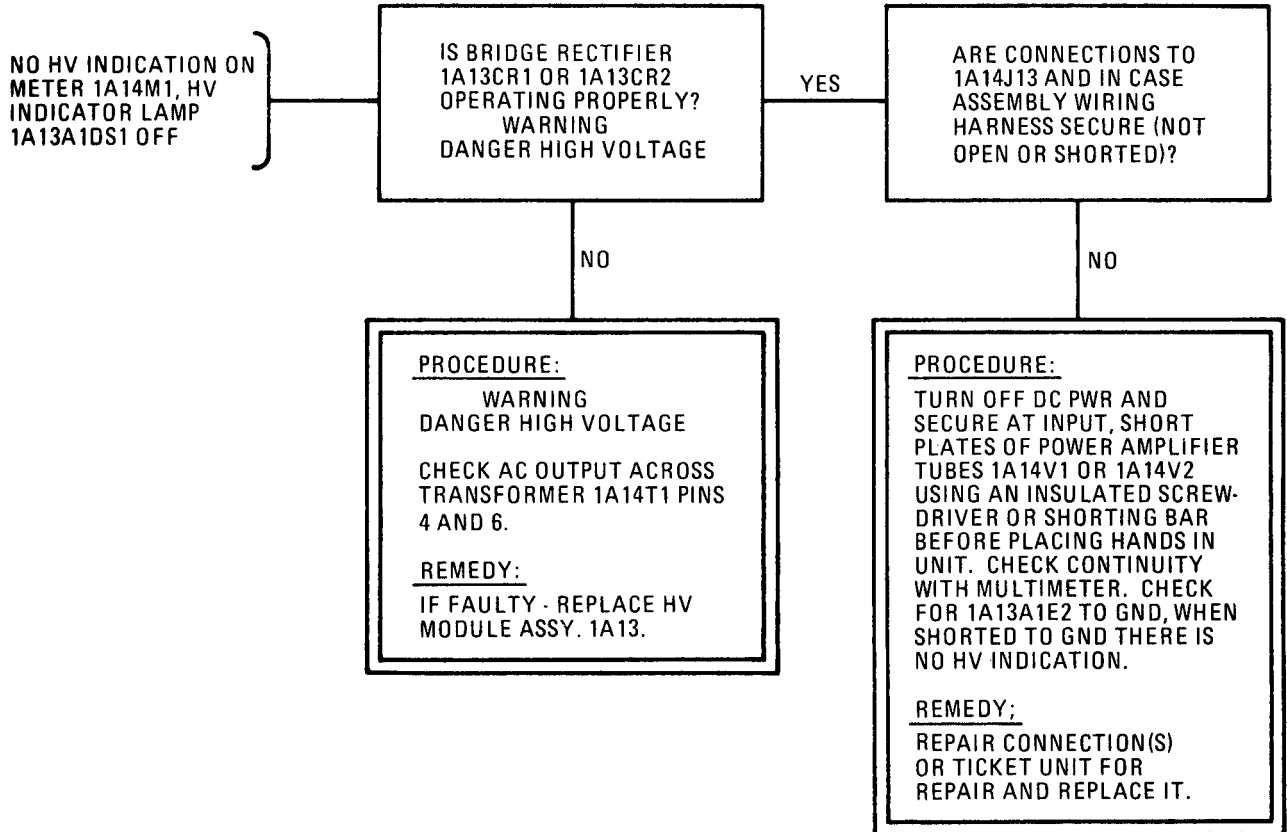 NO HV INDICATION ON
METER 1A14M1, HV
INDICATOR LAMP
1A13A1DS1 OFF
IS BRIDGE RECTIFIER
1A13CR1 OR 1A13CR2
OPERATING PROPERLY?
WARNING
DANGER HIGH VOLTAGE
YES
ARE CONNECTIONS TO
1A14J13 AND IN CASE
ASSEMBLY WIRING
HARNESS SECURE (NOT
OPEN OR SHORTED)?
NO
PROCEDURE:
WARNING
DANGER HIGH VOLTAGE
CHECK AC OUTPUT ACROSS
TRANSFORMER 1A14T1 PINS
4 AND 6.
REMEDY:
IF FAULTY - REPLACE HV
MODULE ASSY. 1A13.
NO
PROCEDURE:
TURN OFF DC PWR AND
SECURE AT INPUT, SHORT
PLATES OF POWER AMPLIFIER
TUBES 1A14V1 OR 1A14V2
USING AN INSULATED SCREW-
DRIVER OR SHORTING BAR
BEFORE PLACING HANDS IN
UNIT. CHECK CONTINUITY
WITH MULTIMETER. CHECK
FOR 1A13A1E2 TO GND, WHEN
SHORTED TO GND THERE IS
NO HV INDICATION.
REMEDY;
REPAIR CONNECTION(S)
OR TICKET UNIT FOR
REPAIR AND REPLACE IT.